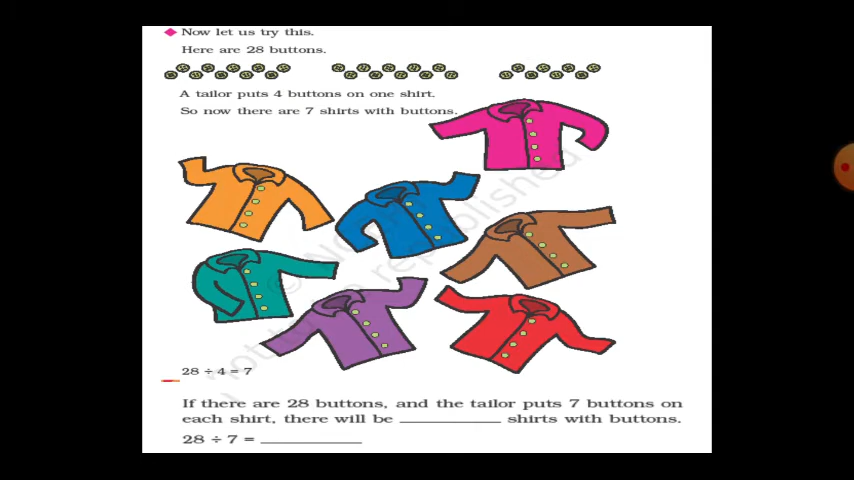 Now let us try this.
Here are 28 buttons.
A tailor puts 4 buttons on one shirt.
So now there are 7 shirts with buttons.
28 ÷ 4 = 7
If there are 28 buttons, and the tailor puts 7 buttons on
each shirt, there will be ____________ shirts with buttons.
28 ÷ 7 = ____________